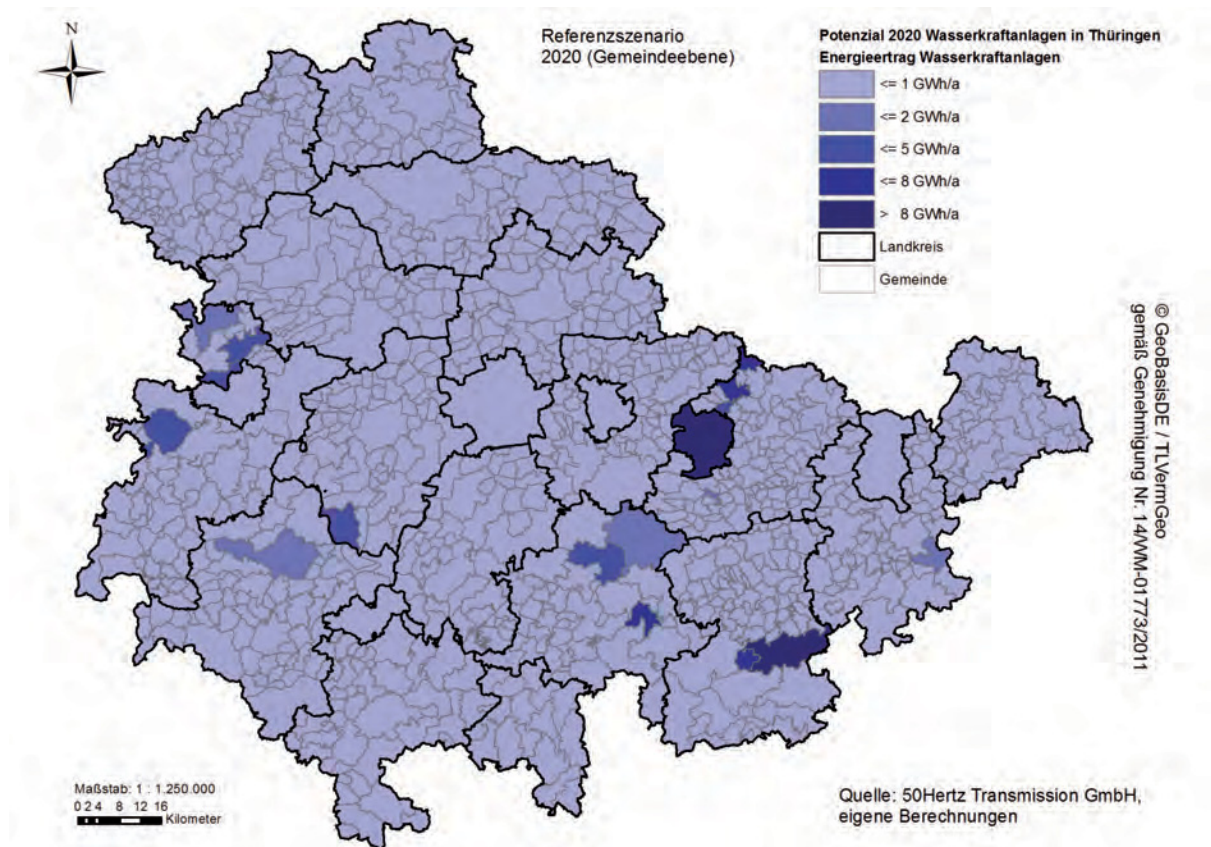 N
Referenzszenario
2020 (Gemeindeebene)
Potenzial 2020 Wasserkraftanlagen in Thüringen
Energieertrag Wasserkraftanlagen
<= 1 GWh/a
<= 2 GWh/a
<= 5 GWh/a
<= 8 GWh/a
> 8 GWh/a
Landkreis
Gemeinde
© GeoBasisDE / TLVermGeo
gemäß Genehmigung Nr. 14/WM-01773/2011
Maßstab: 1 : 1.250.000
0 2 4 8 12 16
Kilometer
Quelle: 50Hertz Transmission GmbH,
eigene Berechnungen